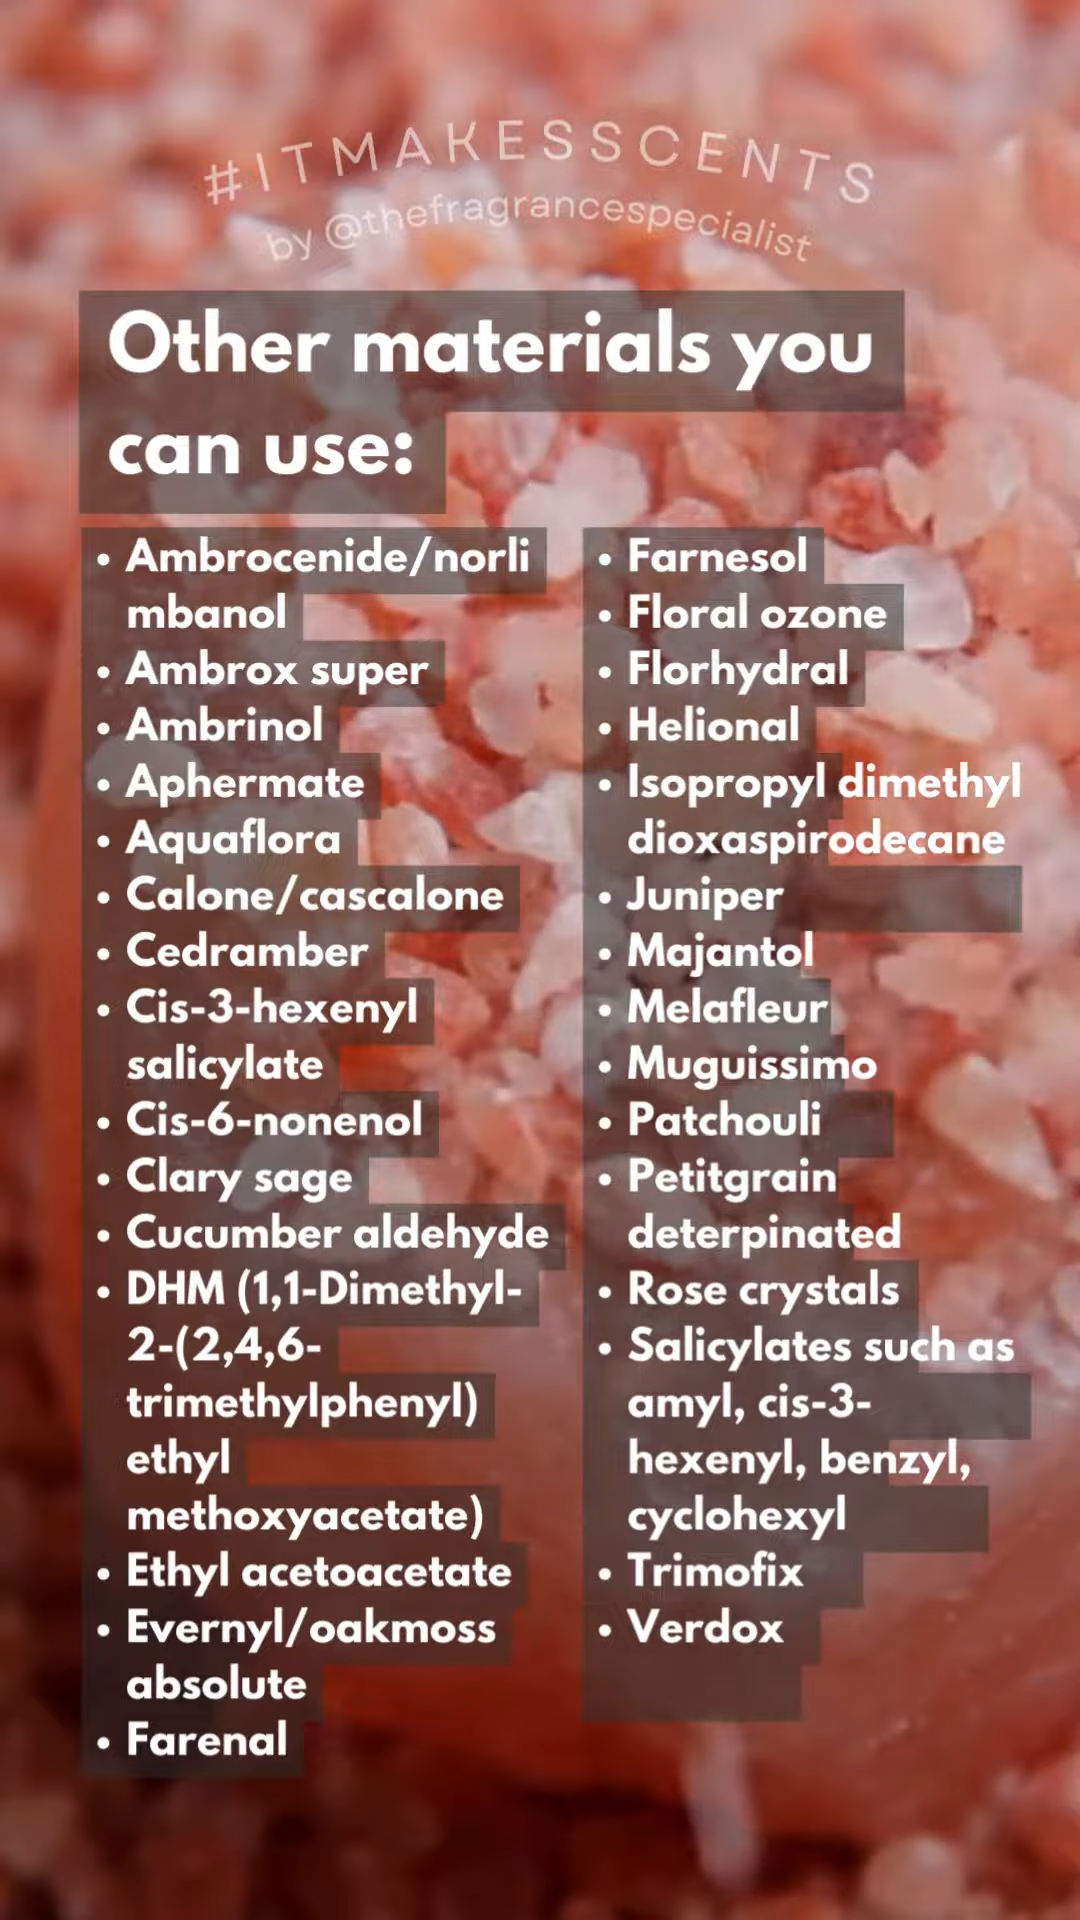 #ITMAKESSCENTS
by @thefragrancespecialist
Other materials you
can use:
• Ambrocenide/norli
mbanol
• Ambrox super
• Ambrinol
• Aphermate
• Aquaflora
• Calone/cascalone
• Cedramber
• Cis-3-hexenyl
salicylate
• Cis-6-nonenol
• Clary sage
• Cucumber aldehyde
• DHM (1,1-Dimethyl-
2-(2,4,6-
trimethylphenyl)
ethyl
methoxyacetate)
• Ethyl acetoacetate
• Evernyl/oakmoss
absolute
• Farenal
• Farnesol
• Floral ozone
• Florhydral
• Helional
• Isopropyl dimethyl
dioxaspirodecane
• Juniper
• Majantol
• Melafleur
• Muguissimo
• Patchouli
• Petitgrain
deterpinated
• Rose crystals
• Salicylates such as
amyl, cis-3-
hexenyl, benzyl,
cyclohexyl
• Trimofix
• Verdox